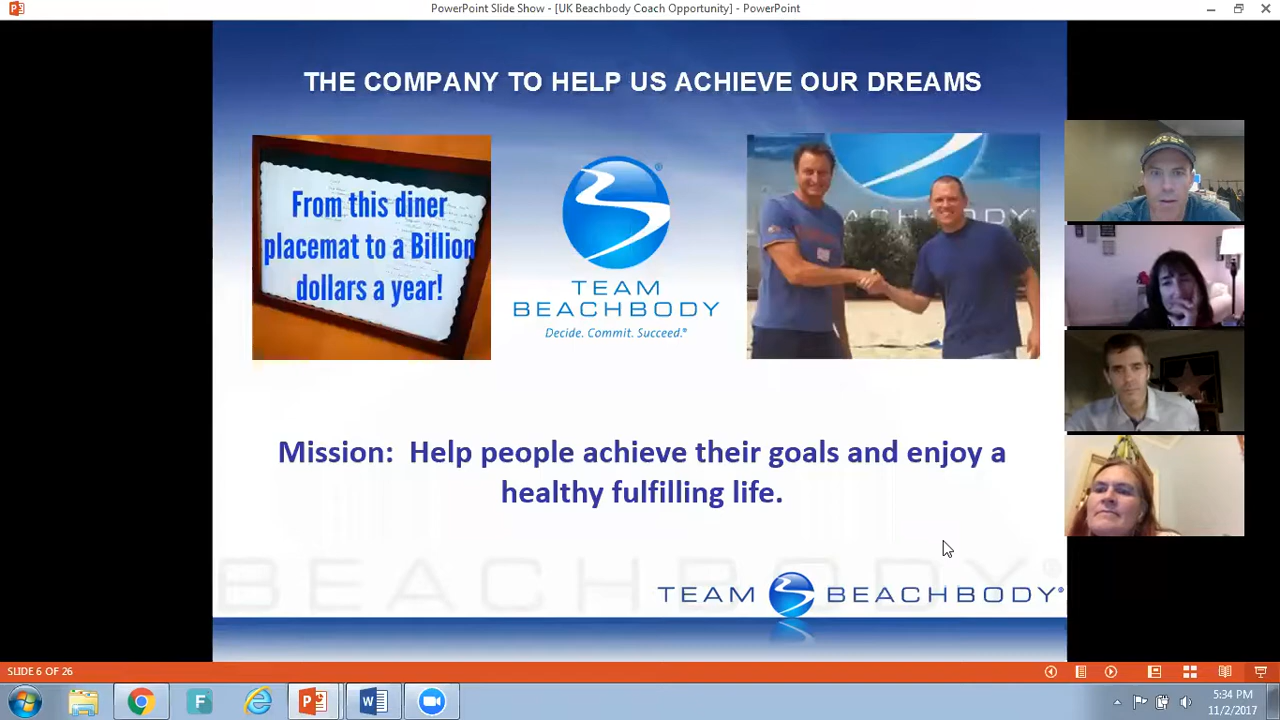 PowerPoint Slide Show - [UK Beachbody Coach Opportunity] - PowerPoint
THE COMPANY TO HELP US ACHIEVE OUR DREAMS
From this diner
placemat to a Billion
dollars a year!
TEAM
BEACHBODY
Decide. Commit. Succeed.®
ACHBODY
Mission: Help people achieve their goals and enjoy a
healthy fulfilling life.
BEACHBODY®
TEAM BEACHBODY®
SLIDE 6 OF 26
5:34 PM
11/2/2017